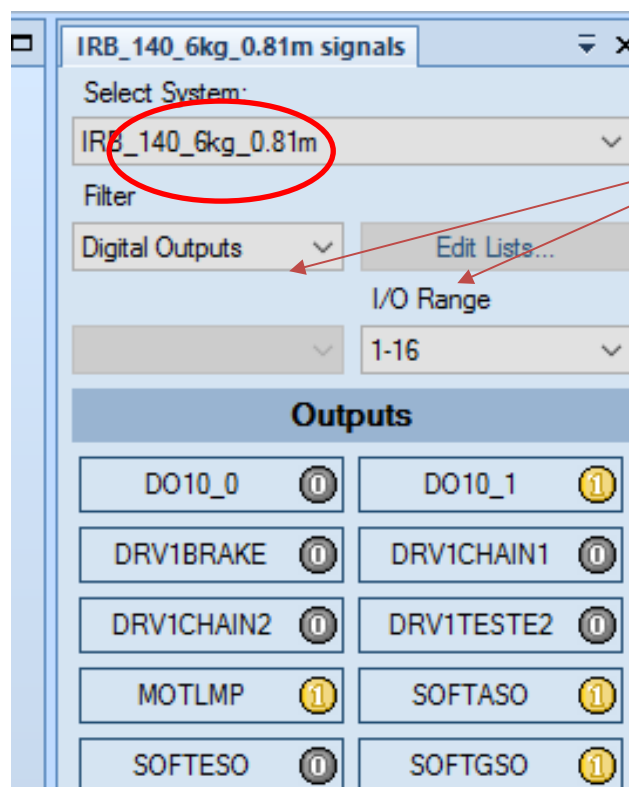 IRB_140_6kg_0.81m signals
Select System:
IRB_140_6kg_0.81m
Filter
Digital Outputs
Edit Lists...
I/O Range
1-16
Outputs
DO10_0 0 DO10_1 1
DRV1BRAKE 0 DRV1CHAIN1 0
DRV1CHAIN2 0 DRV1TESTE2 0
MOTLMP 1 SOFTASO 1
SOFTESO 0 SOFTGSO 1